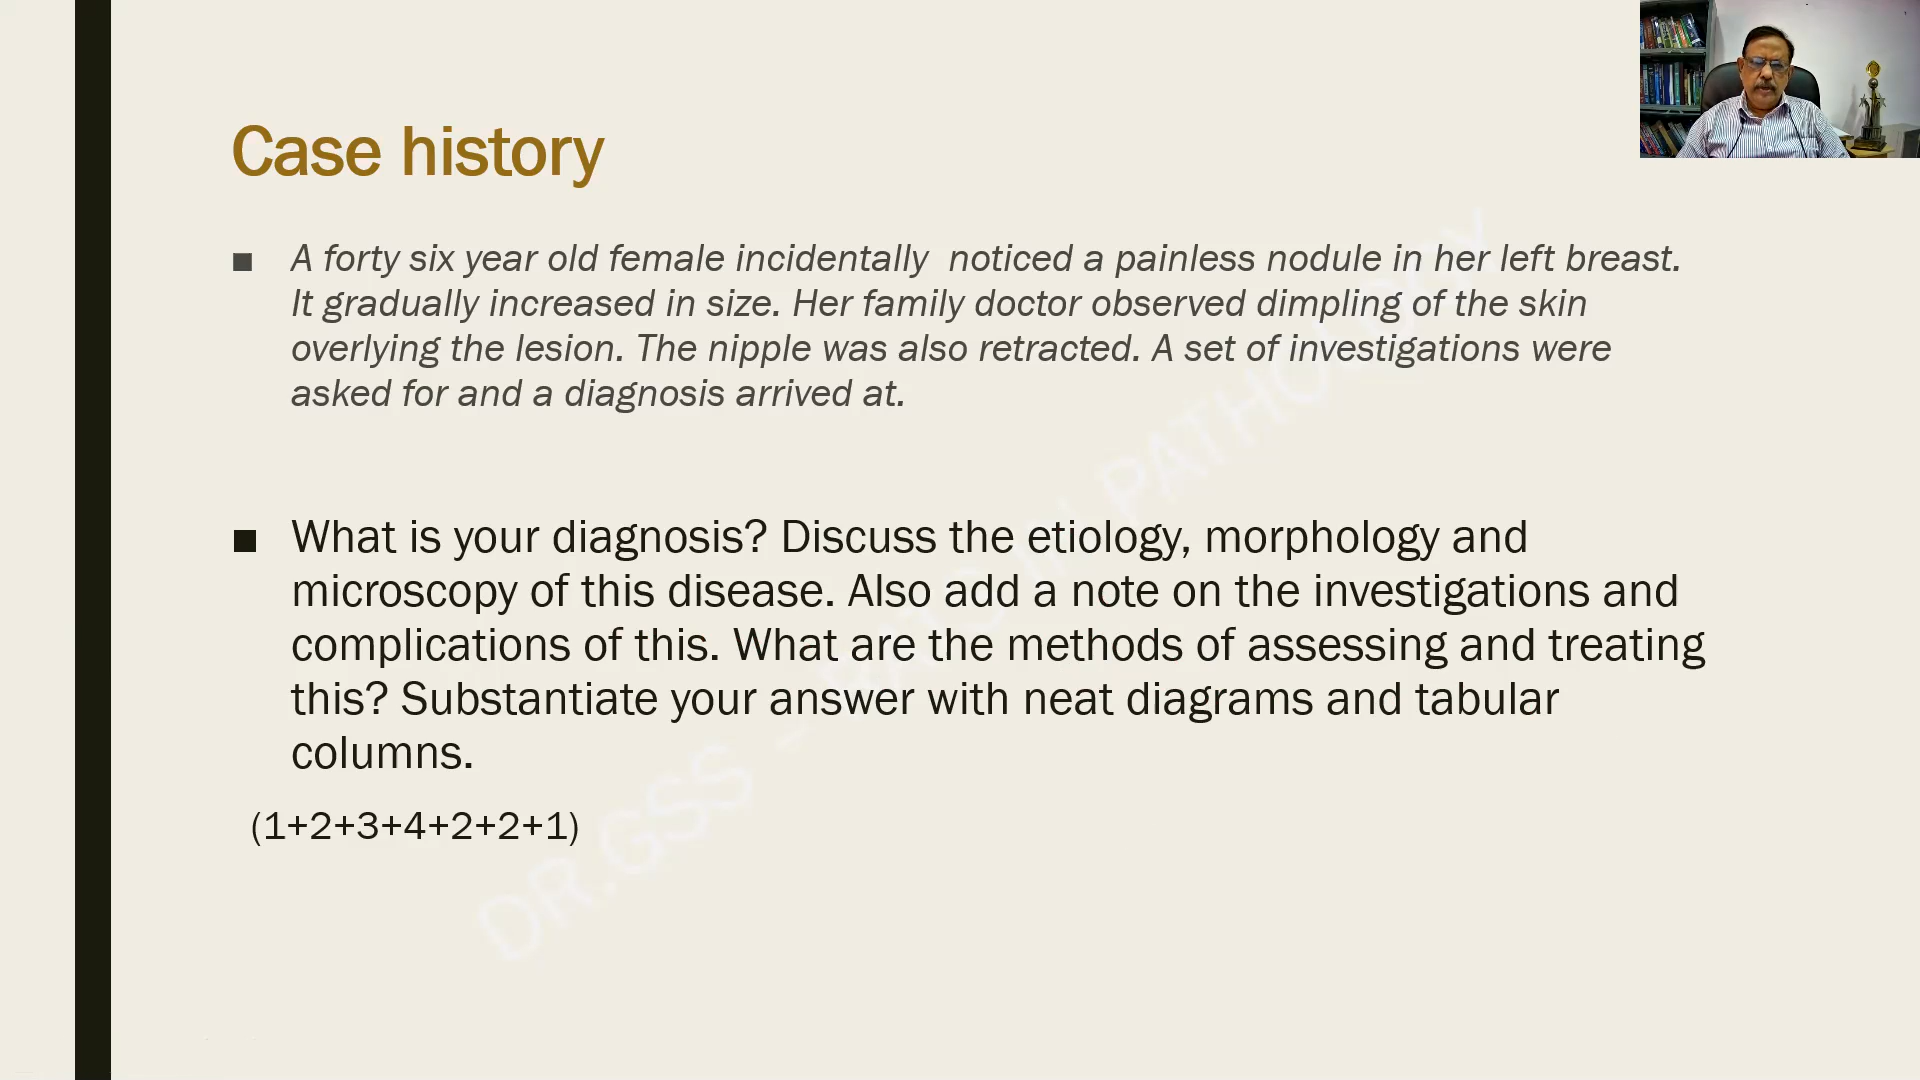 Case history
■ A forty six year old female incidentally noticed a painless nodule in her left breast.
It gradually increased in size. Her family doctor observed dimpling of the skin
overlying the lesion. The nipple was also retracted. A set of investigations were
asked for and a diagnosis arrived at.
■ What is your diagnosis? Discuss the etiology, morphology and
microscopy of this disease. Also add a note on the investigations and
complications of this. What are the methods of assessing and treating
this? Substantiate your answer with neat diagrams and tabular
columns.
(1+2+3+4+2+2+1)
DR.GSS IN PATHOLOGY